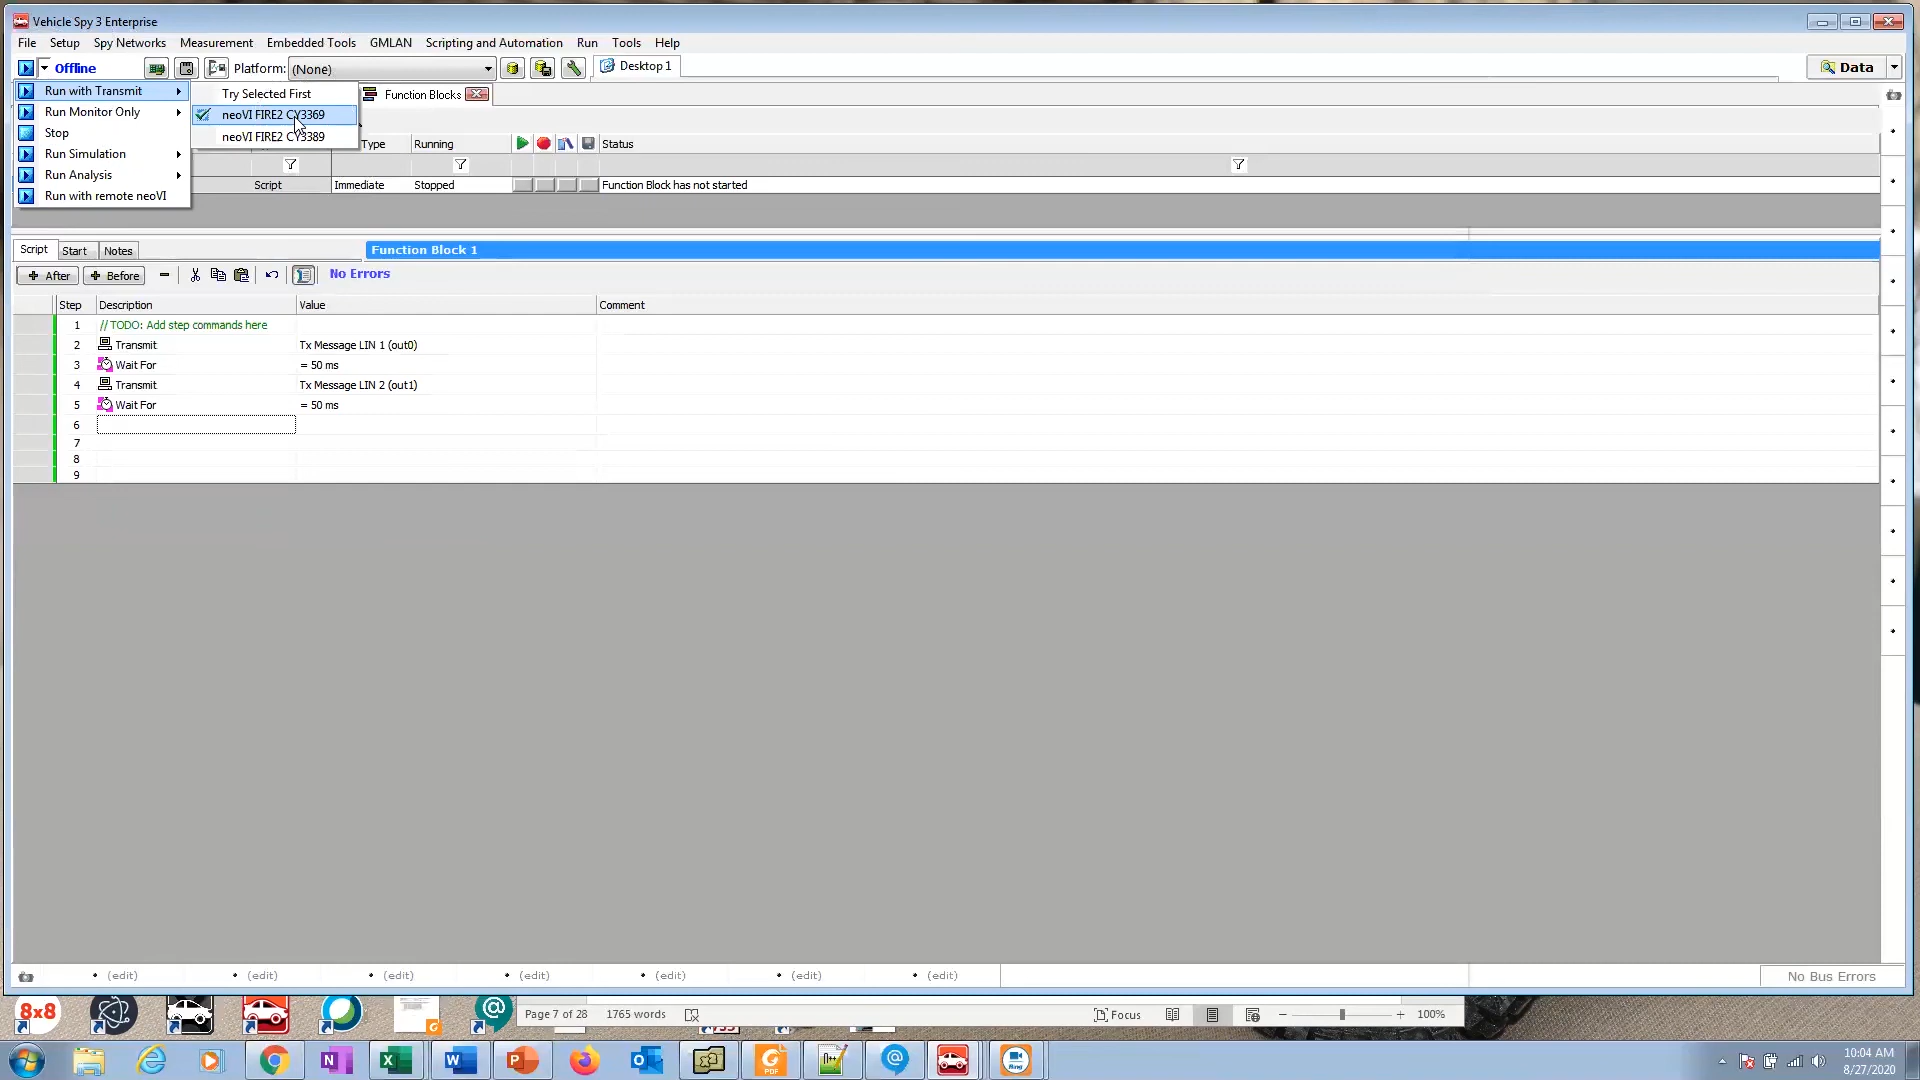 Vehicle Spy 3 Enterprise
File Setup Spy Networks Measurement Embedded Tools GMLAN Scripting and Automation Run Tools Help
Offline Platform: (None) Desktop 1 Data
Run with Transmit
Run Monitor Only
Stop
Run Simulation
Run Analysis
Run with remote neoVI
Try Selected First
neoVI FIRE2 CY3369
neoVI FIRE2 CY3389
Function Blocks
Type Running Status
Script Immediate Stopped Function Block has not started
Script Start Notes Function Block 1
After Before No Errors
Step Description Value Comment
1 // TODO: Add step commands here
2 Transmit Tx Message LIN 1 (out0)
3 Wait For = 50 ms
4 Transmit Tx Message LIN 2 (out1)
5 Wait For = 50 ms
6
7
8
9
(edit) (edit) (edit) (edit) (edit) (edit) (edit) No Bus Errors
8x8
Page 7 of 28 1765 words Focus 100%
10:04 AM
8/27/2020